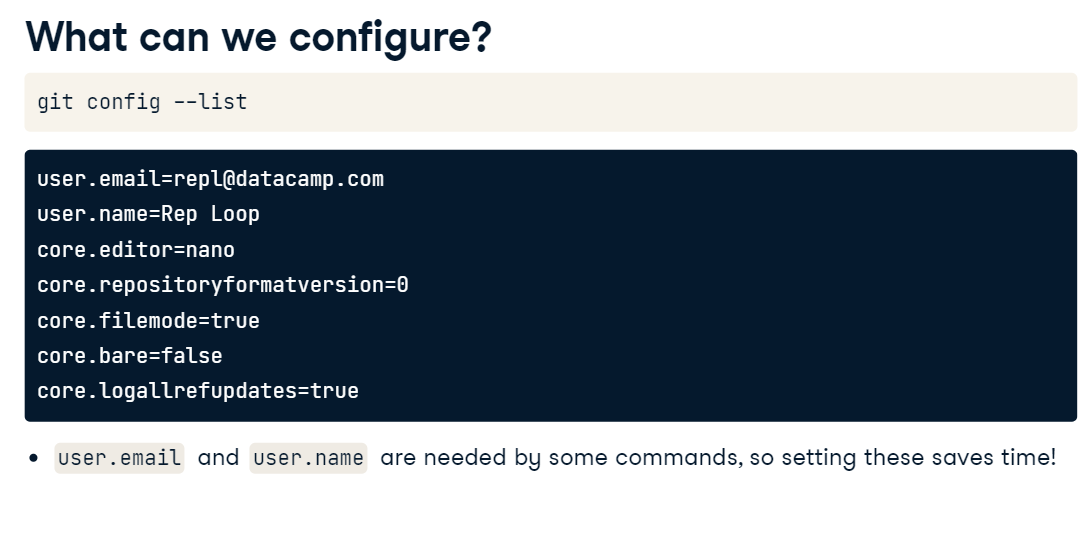 What can we configure?
git config --list
user.email=repl@datacamp.com
user.name=Rep Loop
core.editor=nano
core.repositoryformatversion=0
core.filemode=true
core.bare=false
core.logallrefupdates=true
• user.email and user.name are needed by some commands, so setting these saves time!